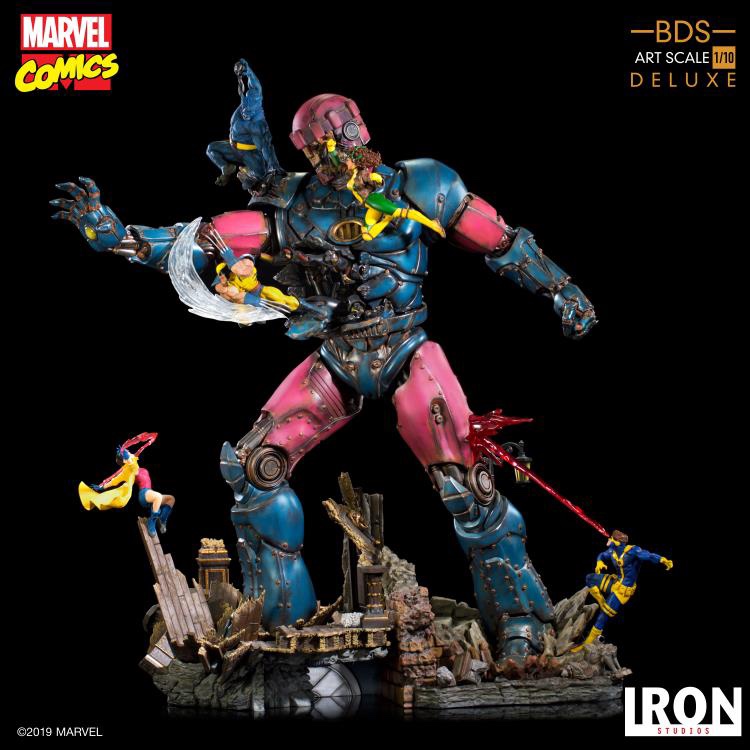 MARVEL
COMICS
—BDS—
ART SCALE 1/10
DELUXE
©2019 MARVEL
IRON
STUDIOS